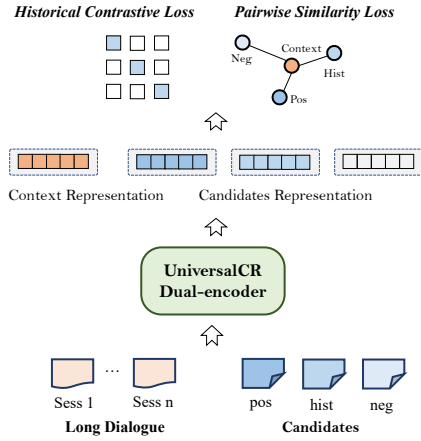 Historical Contrastive Loss
Pairwise Similarity Loss
Neg
Context
Hist
Pos
Context Representation
Candidates Representation
UniversalCR
Dual-encoder
...
Sess 1
Sess n
pos
hist
neg
Long Dialogue
Candidates